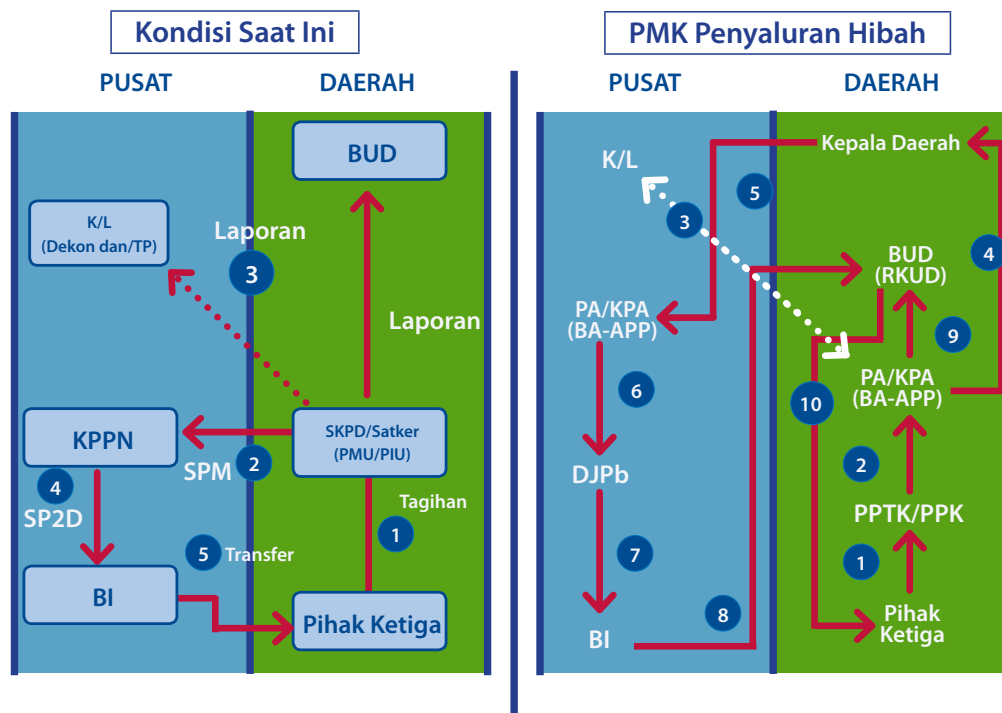 Kondisi Saat Ini
PUSAT
DAERAH
BUD
K/L
(Dekon dan/TP)
Laporan
3
Laporan
KPPN
SKPD/Satker
(PMU/PIU)
SPM
2
4
SP2D
Tagihan
1
5
Transfer
BI
Pihak Ketiga
PMK Penyaluran Hibah
PUSAT
DAERAH
Kepala Daerah
K/L
5
3
4
BUD
(RKUD)
PA/KPA
(BA-APP)
9
PA/KPA
(BA-APP)
6
10
2
DJPb
PPTK/PPK
7
1
8
BI
Pihak
Ketiga